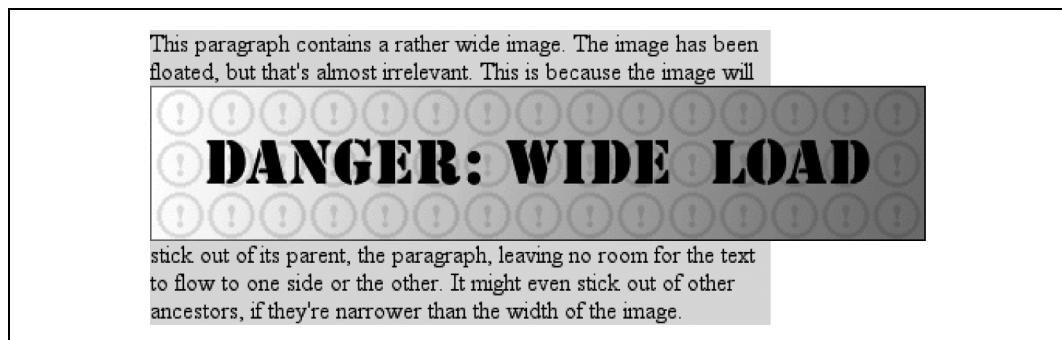 This paragraph contains a rather wide image. The image has been
floated, but that's almost irrelevant. This is because the image will
DANGER: WIDE LOAD
stick out of its parent, the paragraph, leaving no room for the text
to flow to one side or the other. It might even stick out of other
ancestors, if they're narrower than the width of the image.